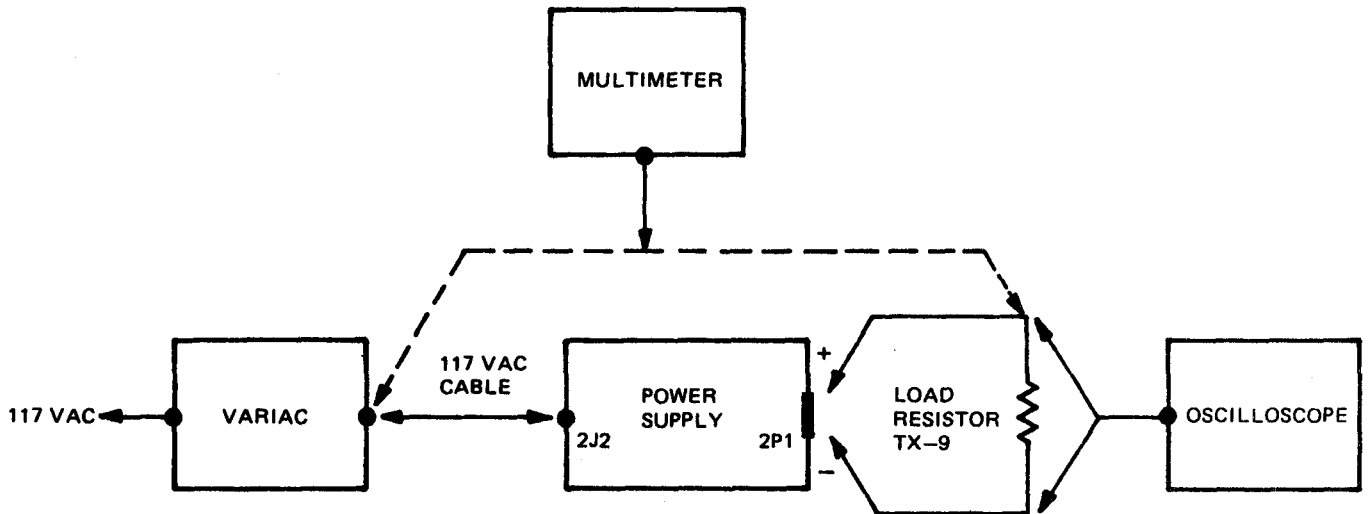 MULTIMETER
117 VAC
VARIAC
117 VAC
CABLE
2J2
POWER
SUPPLY
2P1
+
−
LOAD
RESISTOR
TX–9
OSCILLOSCOPE